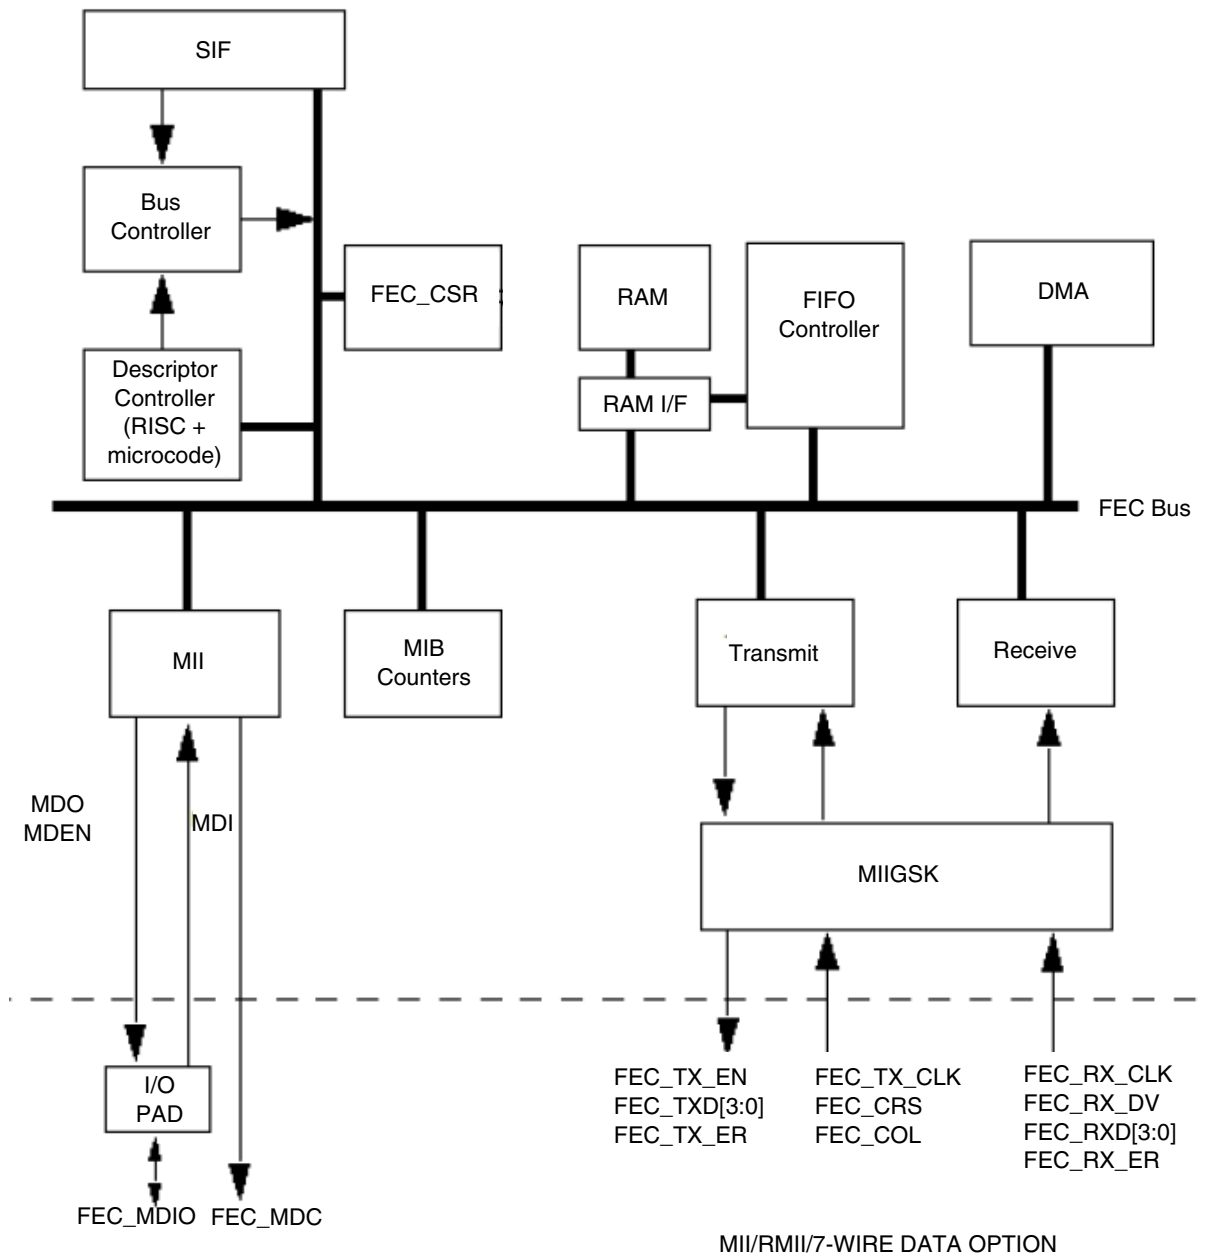 SIF
Bus
Controller
FEC_CSR
RAM
FIFO
Controller
DMA
Descriptor
Controller
(RISC +
microcode)
RAM I/F
FEC Bus
MII
MIB
Counters
Transmit
Receive
MDO
MDEN
MDI
MIIGSK
I/O
PAD
FEC_TX_EN
FEC_TXD[3:0]
FEC_TX_ER
FEC_TX_CLK
FEC_CRS
FEC_COL
FEC_RX_CLK
FEC_RX_DV
FEC_RXD[3:0]
FEC_RX_ER
FEC_MDIO
FEC_MDC
MII/RMII/7-WIRE DATA OPTION